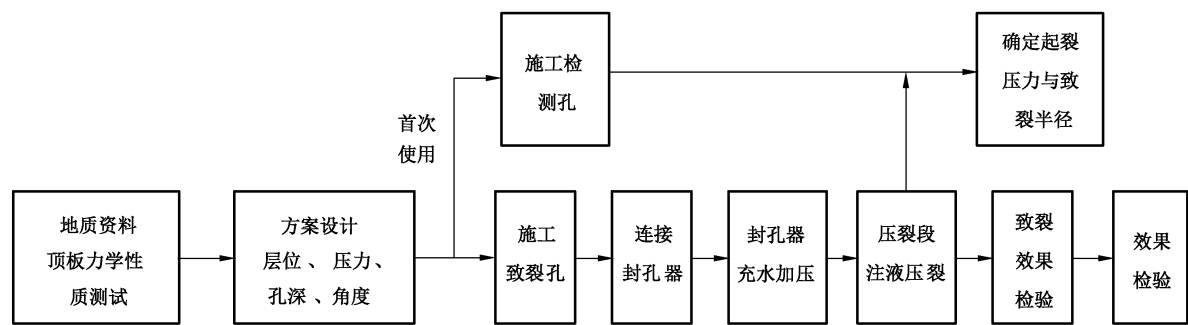 施工检
测孔
确定起裂
压力与致
裂半径
首次
使用
地质资料
顶板力学性
质测试
方案设计
层位、压力、
孔深、角度
施工
致裂孔
连接
封孔器
封孔器
充水加压
压裂段
注液压裂
致裂
效果
检验
效果
检验